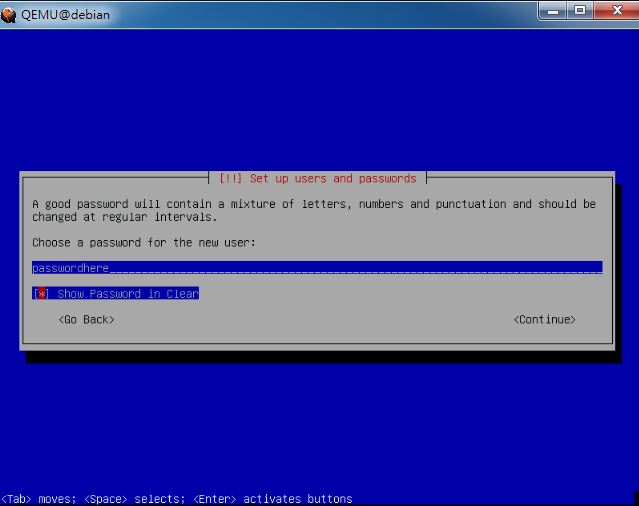 QEMU@debian
[!!] Set up users and passwords
A good password will contain a mixture of letters, numbers and punctuation and should be
changed at regular intervals.
Choose a password for the new user:
passwordhere
[*] Show Password in Clear
<Go Back> <Continue>
<Tab> moves; <Space> selects; <Enter> activates buttons